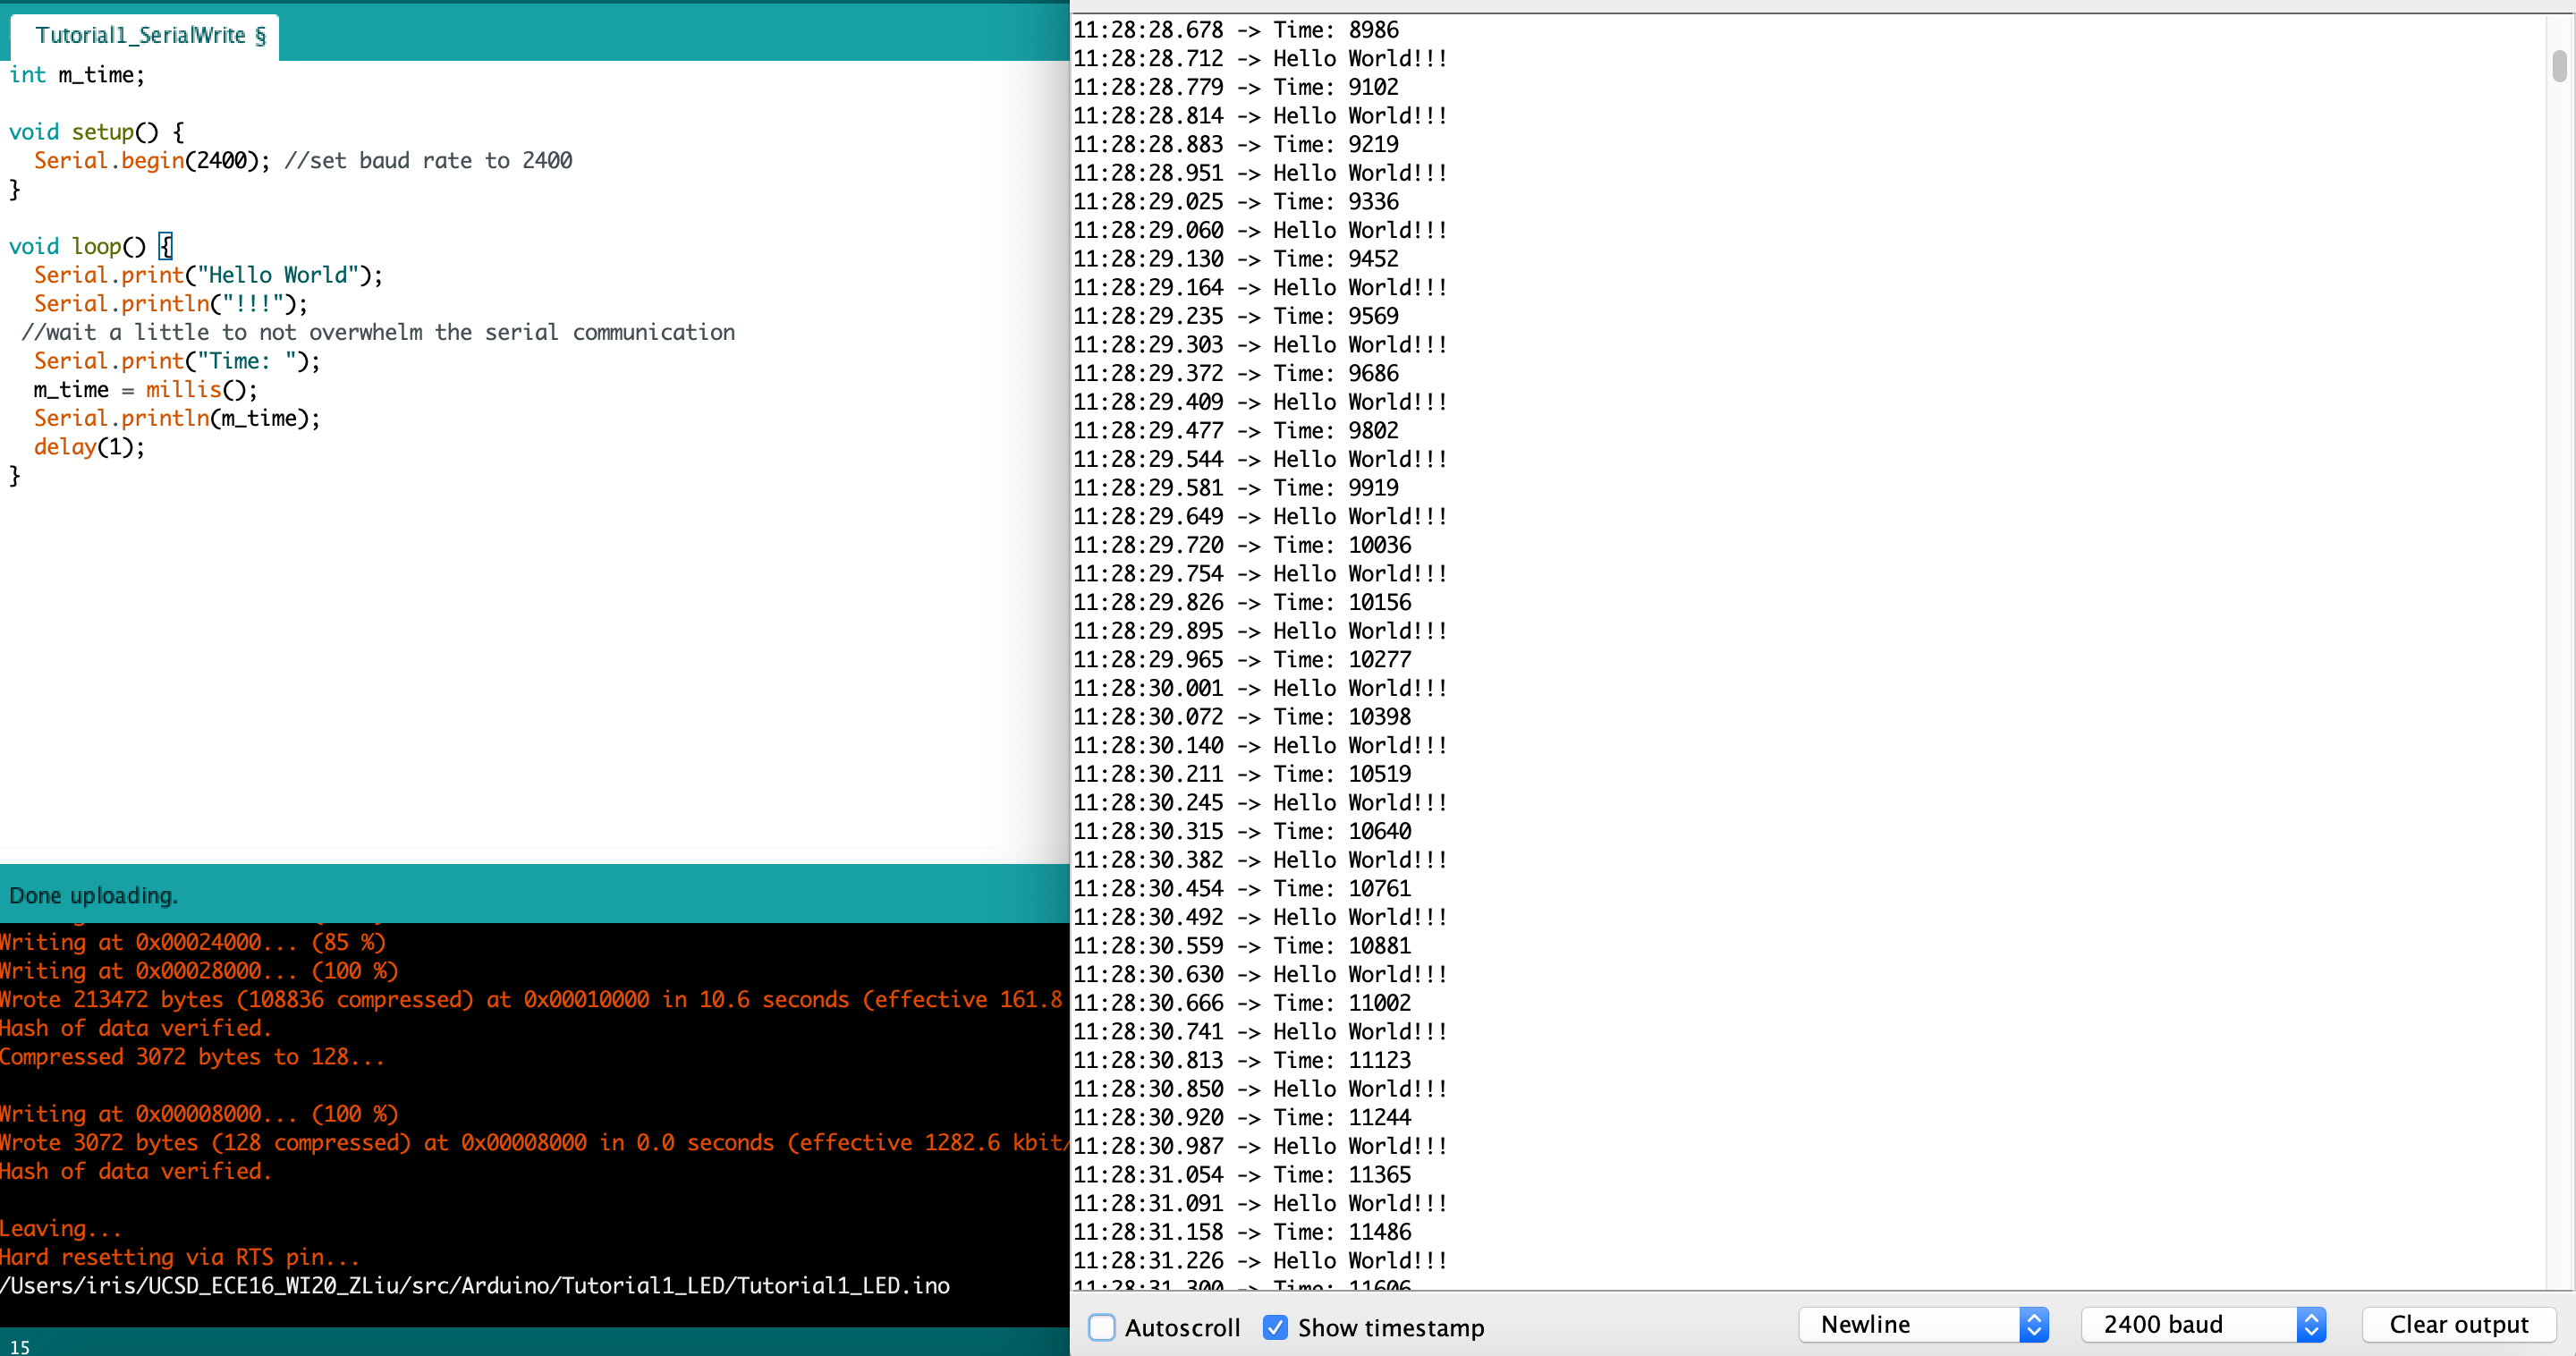 Tutorial1_SerialWrite §
int m_time;
void setup() {
  Serial.begin(2400); //set baud rate to 2400
}
void loop() {
  Serial.print("Hello World");
  Serial.println("!!!");
 //wait a little to not overwhelm the serial communication
  Serial.print("Time: ");
  m_time = millis();
  Serial.println(m_time);
  delay(1);
}
Done uploading.
Writing at 0x00024000... (85 %)
Writing at 0x00028000... (100 %)
Wrote 213472 bytes (108836 compressed) at 0x00010000 in 10.6 seconds (effective 161.8
Hash of data verified.
Compressed 3072 bytes to 128...
Writing at 0x00008000... (100 %)
Wrote 3072 bytes (128 compressed) at 0x00008000 in 0.0 seconds (effective 1282.6 kbit/
Hash of data verified.
Leaving...
Hard resetting via RTS pin...
/Users/iris/UCSD_ECE16_WI20_ZLiu/src/Arduino/Tutorial1_LED/Tutorial1_LED.ino
15
11:28:28.678 -> Time: 8986
11:28:28.712 -> Hello World!!!
11:28:28.779 -> Time: 9102
11:28:28.814 -> Hello World!!!
11:28:28.883 -> Time: 9219
11:28:28.951 -> Hello World!!!
11:28:29.025 -> Time: 9336
11:28:29.060 -> Hello World!!!
11:28:29.130 -> Time: 9452
11:28:29.164 -> Hello World!!!
11:28:29.235 -> Time: 9569
11:28:29.303 -> Hello World!!!
11:28:29.372 -> Time: 9686
11:28:29.409 -> Hello World!!!
11:28:29.477 -> Time: 9802
11:28:29.544 -> Hello World!!!
11:28:29.581 -> Time: 9919
11:28:29.649 -> Hello World!!!
11:28:29.720 -> Time: 10036
11:28:29.754 -> Hello World!!!
11:28:29.826 -> Time: 10156
11:28:29.895 -> Hello World!!!
11:28:29.965 -> Time: 10277
11:28:30.001 -> Hello World!!!
11:28:30.072 -> Time: 10398
11:28:30.140 -> Hello World!!!
11:28:30.211 -> Time: 10519
11:28:30.245 -> Hello World!!!
11:28:30.315 -> Time: 10640
11:28:30.382 -> Hello World!!!
11:28:30.454 -> Time: 10761
11:28:30.492 -> Hello World!!!
11:28:30.559 -> Time: 10881
11:28:30.630 -> Hello World!!!
11:28:30.666 -> Time: 11002
11:28:30.741 -> Hello World!!!
11:28:30.813 -> Time: 11123
11:28:30.850 -> Hello World!!!
11:28:30.920 -> Time: 11244
11:28:30.987 -> Hello World!!!
11:28:31.054 -> Time: 11365
11:28:31.091 -> Hello World!!!
11:28:31.158 -> Time: 11486
11:28:31.226 -> Hello World!!!
11:28:31.300 -> Time: 11606
Autoscroll
Show timestamp
Newline
2400 baud
Clear output